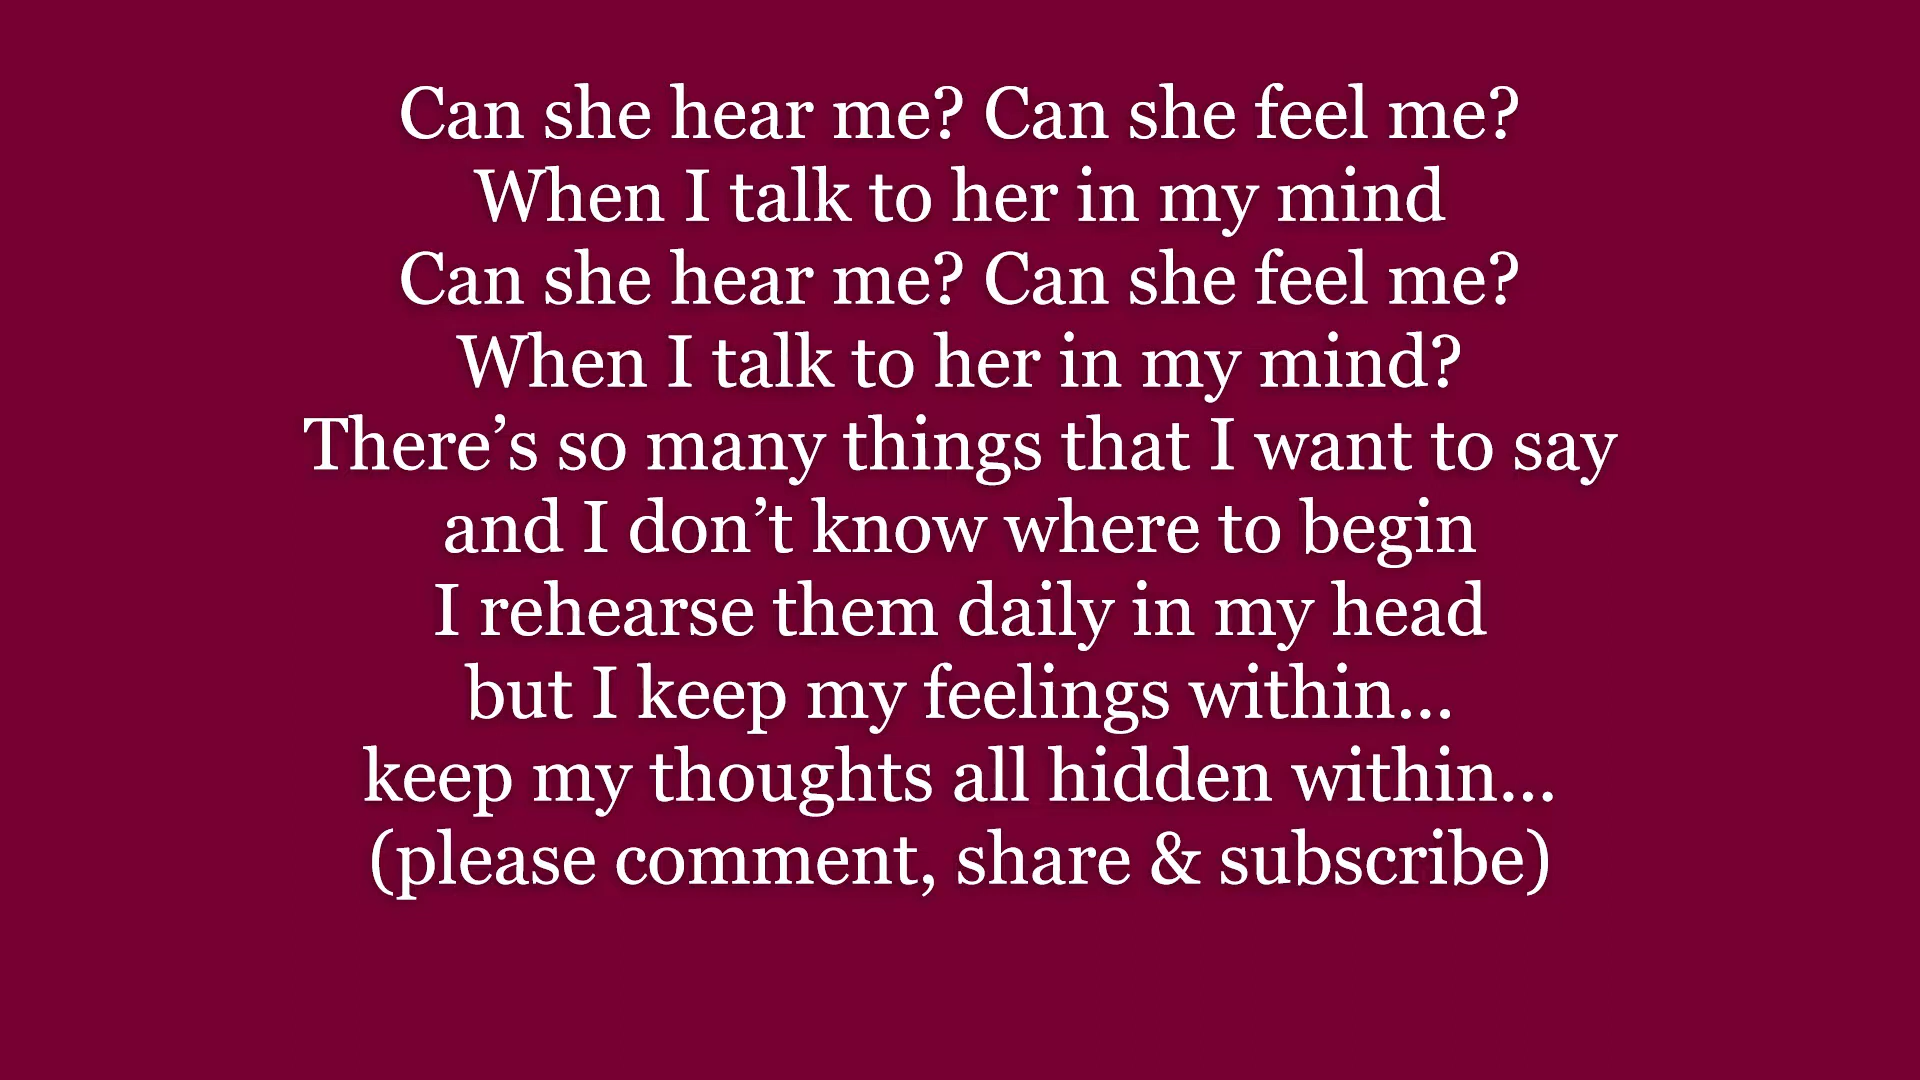 Can she hear me? Can she feel me?
When I talk to her in my mind
Can she hear me? Can she feel me?
When I talk to her in my mind?
There’s so many things that I want to say
and I don’t know where to begin
I rehearse them daily in my head
but I keep my feelings within...
keep my thoughts all hidden within...
(please comment, share & subscribe)